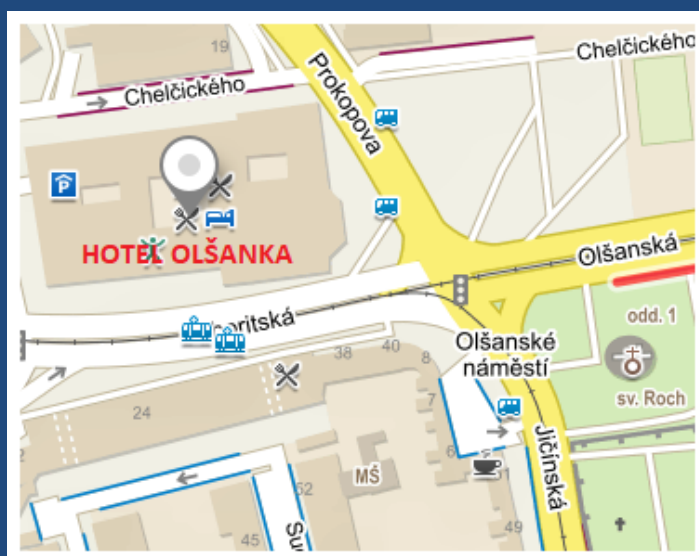 19
Chelčického
Chelčického
Prokopova
P
HOTEL OLŠANKA
Olšanská
odd. 1
Olšanské
náměstí
sv. Roch
38
40
8
7
24
6
Jičínská
MŠ
52
49
45